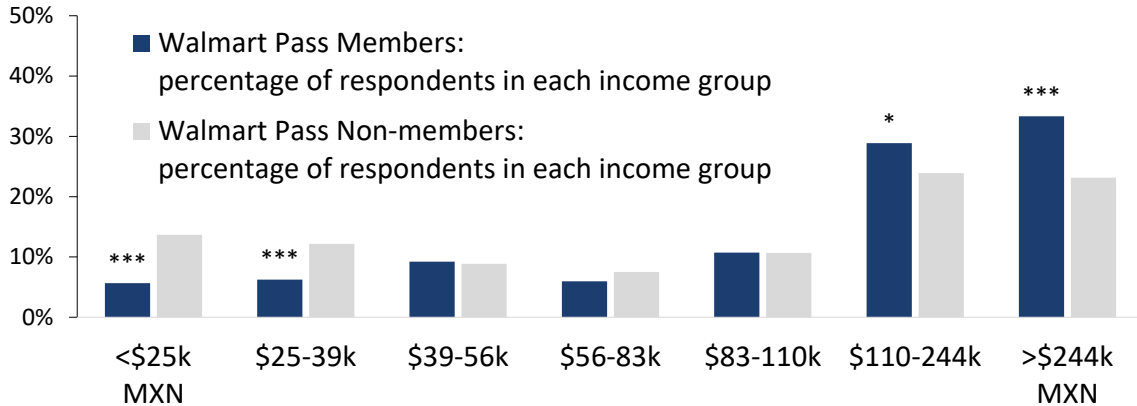 50%
40%
30%
20%
10%
0%
Walmart Pass Members:
percentage of respondents in each income group
Walmart Pass Non-members:
percentage of respondents in each income group
***
***
*
***
<$25k
MXN
$25-39k
$39-56k
$56-83k
$83-110k
$110-244k
>$244k
MXN